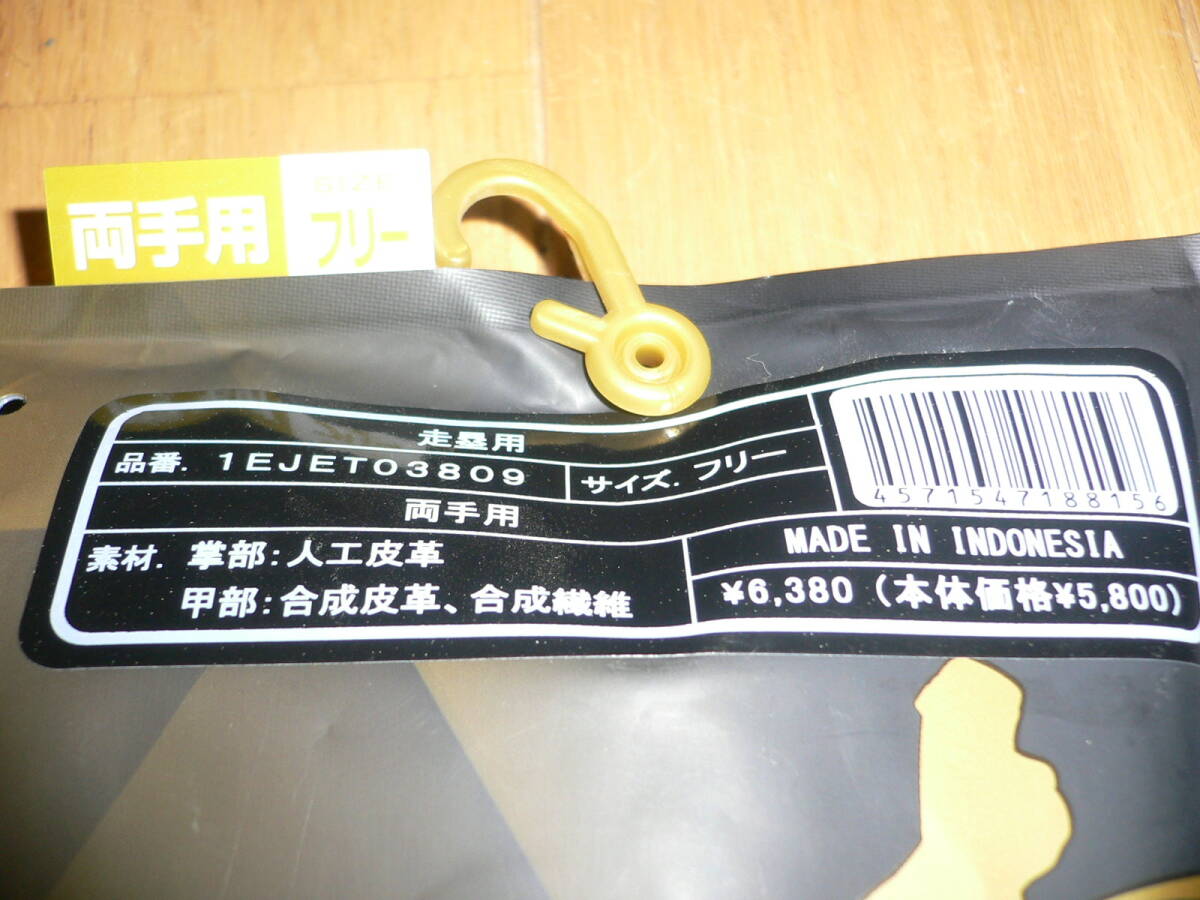 両手用
SIZE
フリー
走塁用
品番. 1EJET03809
サイズ. フリー
両手用
素材. 掌部:人工皮革
甲部:合成皮革、合成繊維
4571547188156
MADE IN INDONESIA
¥6,380 (本体価格¥5,800)